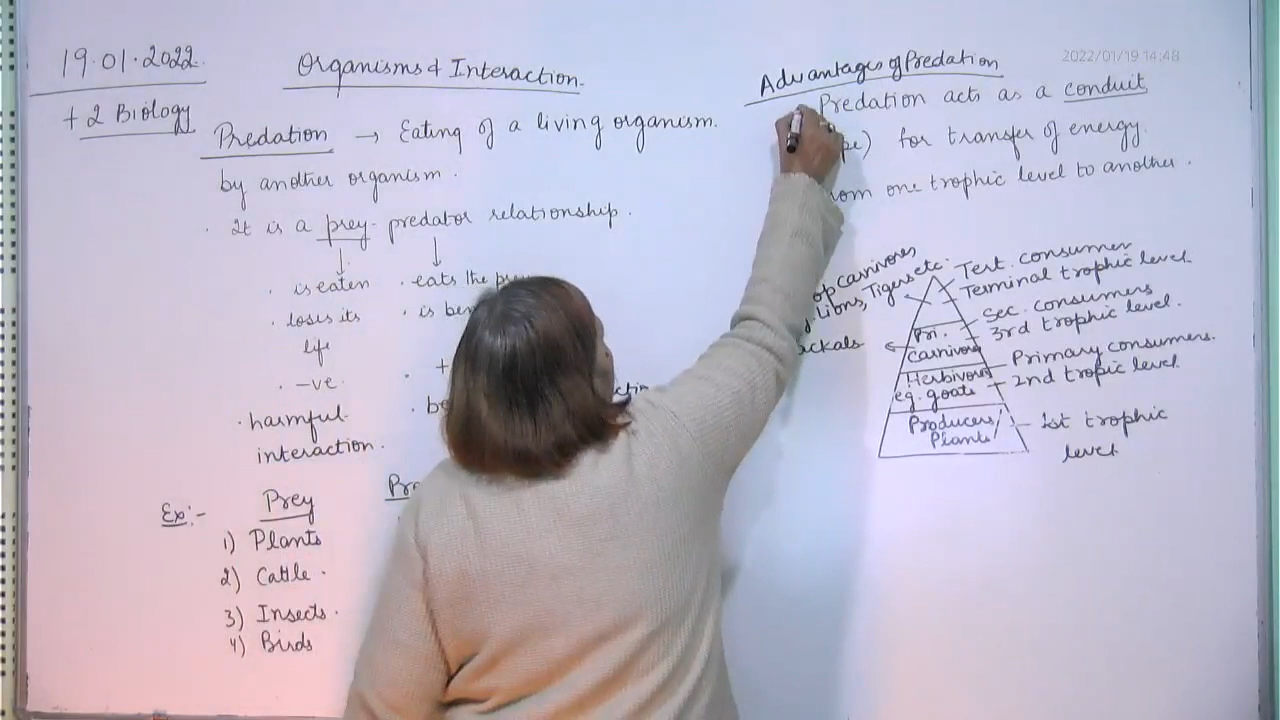 19.01.2022
+2 Biology
Organisms & Interaction.
Predation → Eating of a living organism.
by another organism.
. It is a prey- predator relationship.
. is eaten
. loses its
life
. -ve.
. harmful
interaction.
. eats the
. is
. +
.
Ex:-
Prey
1) Plants
2) Cattle.
3) Insects.
4) Birds
Advantages of Predation
2022/01/19 14:48
Predation acts as a conduit
for transfer of energy.
one trophic level to another.
carnivores
Lions, Tigers etc.
Tert. consumer
Terminal trophic level
Pri.
Carnivors
Sec. consumers
3rd trophic level.
Herbivors
eg. goats
Primary consumers.
2nd tropic level.
Producers/
Plants
1st trophic
level